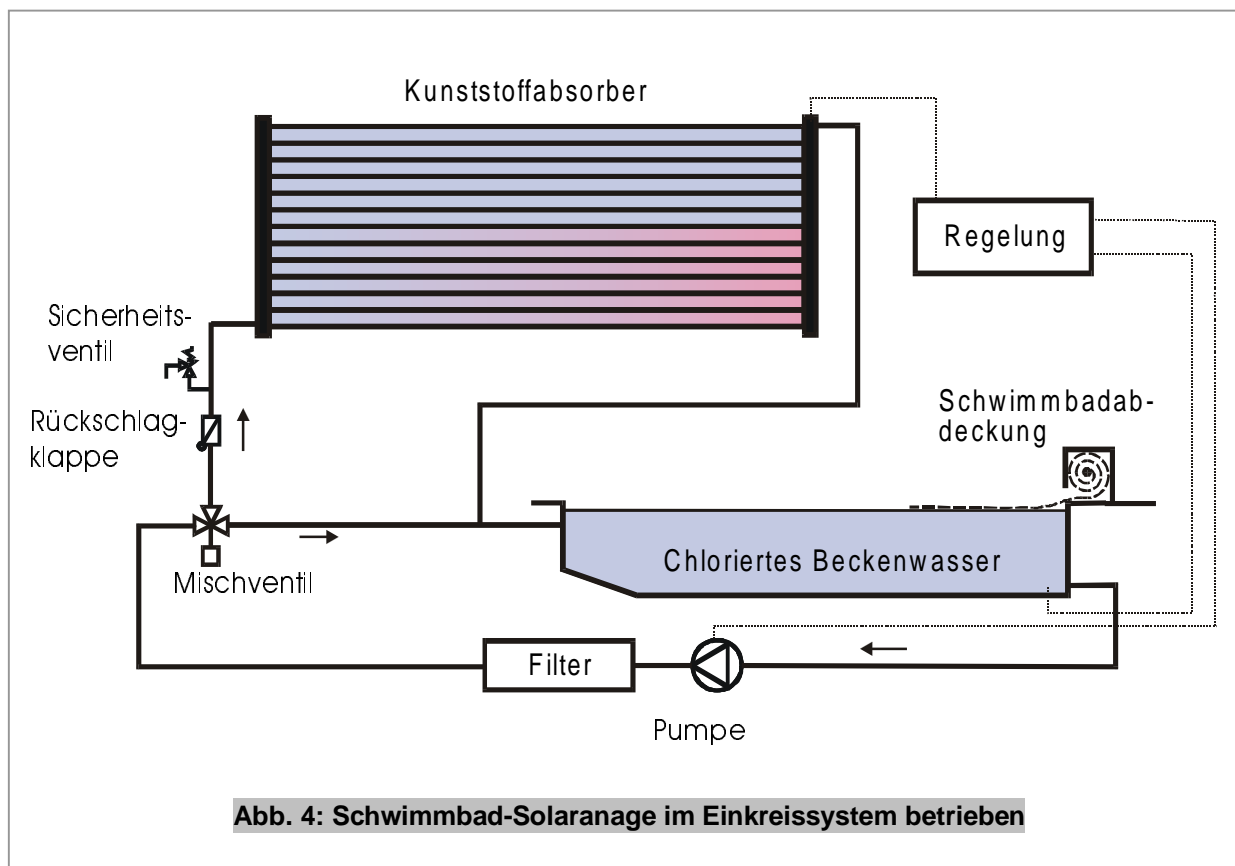 Kunststoffabsorber
Regelung
Sicherheits-
ventil
Rückschlag-
klappe
Schwimmbadab-
deckung
Mischventil
Chloriertes Beckenwasser
Filter
Pumpe
Abb. 4: Schwimmbad-Solaranage im Einkreissystem betrieben